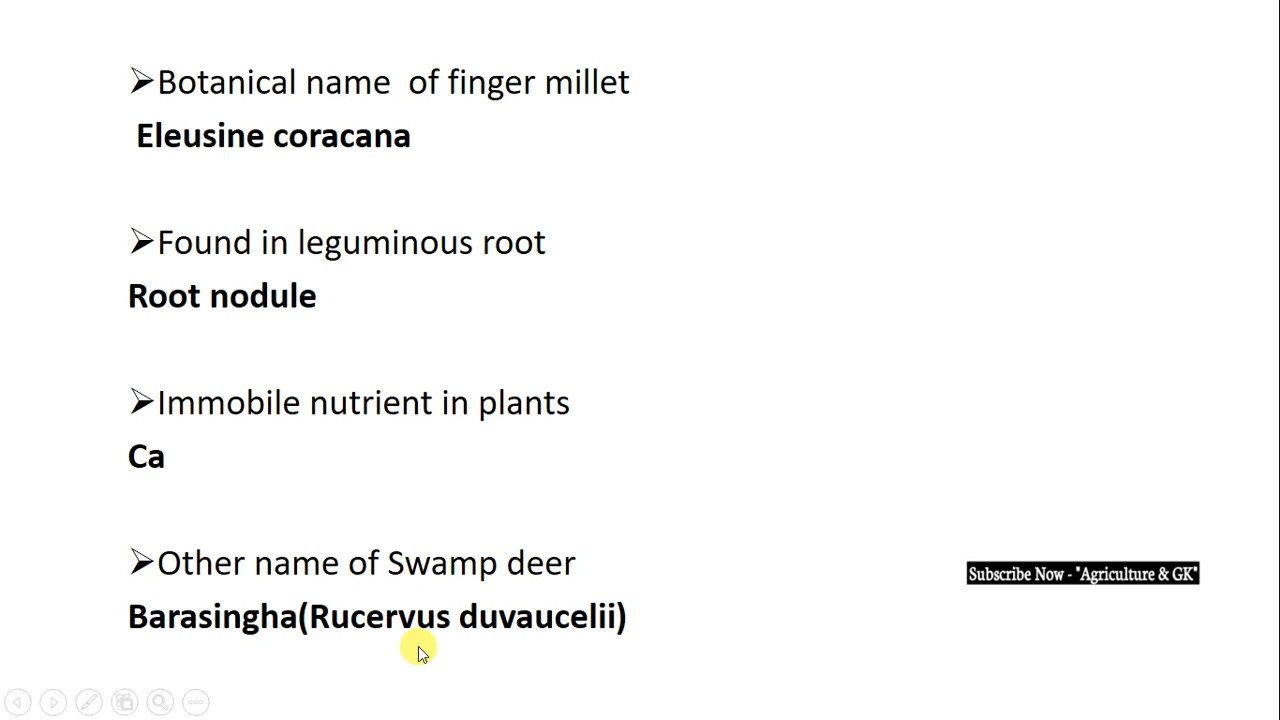 ➢Botanical name of finger millet
Eleusine coracana
➢Found in leguminous root
Root nodule
➢Immobile nutrient in plants
Ca
➢Other name of Swamp deer
Barasingha(Rucervus duvaucelii)
Subscribe Now - "Agriculture & GK"